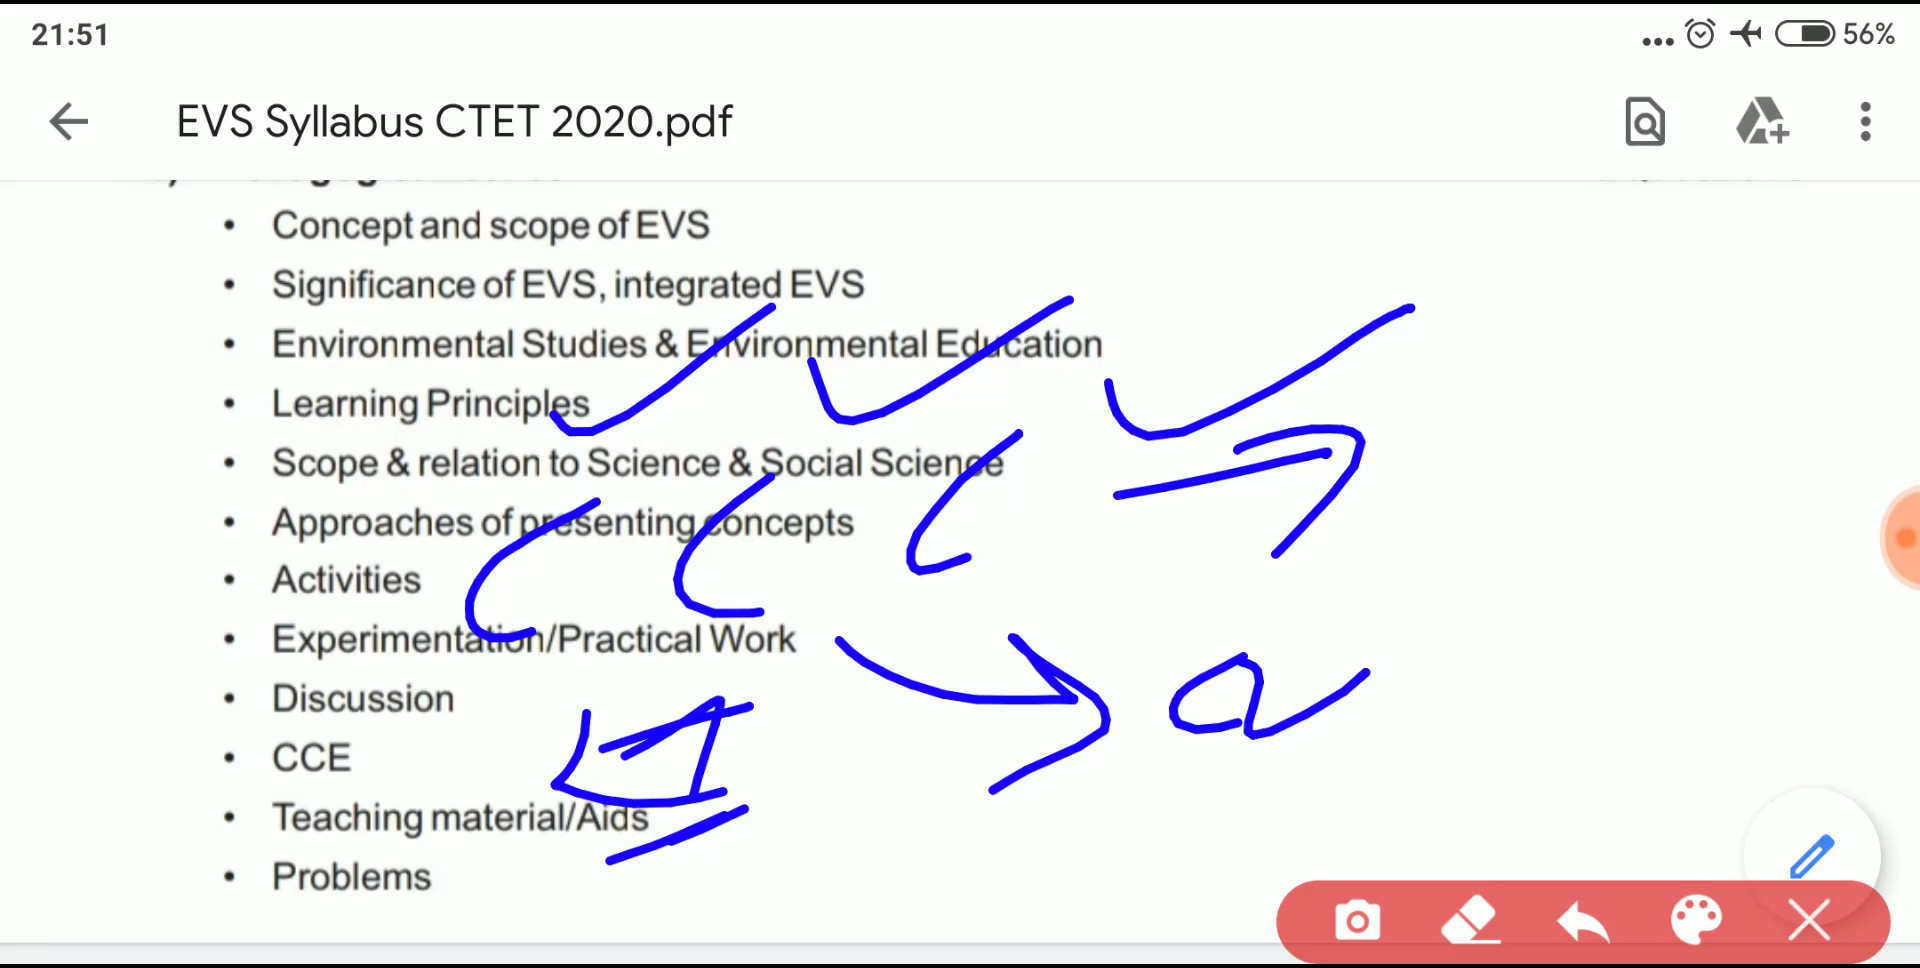 21:51
56%
EVS Syllabus CTET 2020.pdf
• Concept and scope of EVS
• Significance of EVS, integrated EVS
• Environmental Studies & Environmental Education
• Learning Principles
• Scope & relation to Science & Social Science
• Approaches of presenting concepts
• Activities
• Experimentation/Practical Work
• Discussion
• CCE
• Teaching material/Aids
• Problems